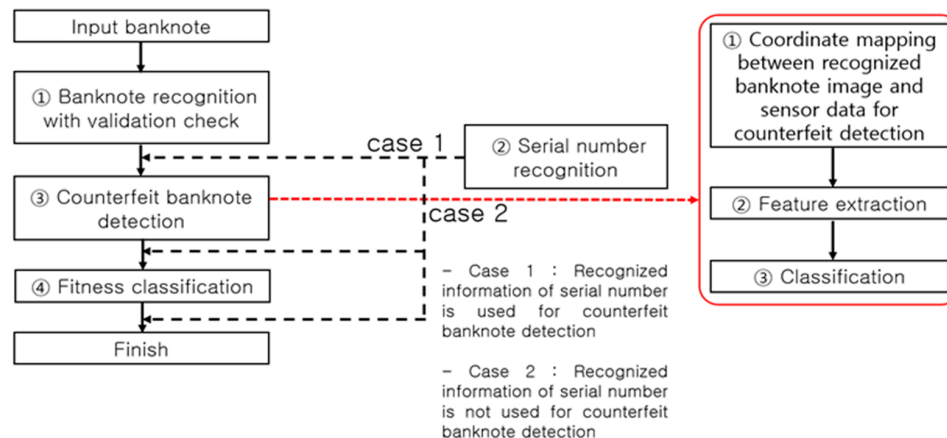 Input banknote
① Banknote recognition
with validation check
case 1
② Serial number
recognition
③ Counterfeit banknote
detection
case 2
④ Fitness classification
Finish
- Case 1 : Recognized
information of serial number
is used for counterfeit
banknote detection
- Case 2 : Recognized
information of serial number
is not used for counterfeit
banknote detection
① Coordinate mapping
between recognized
banknote image and
sensor data for
counterfeit detection
② Feature extraction
③ Classification